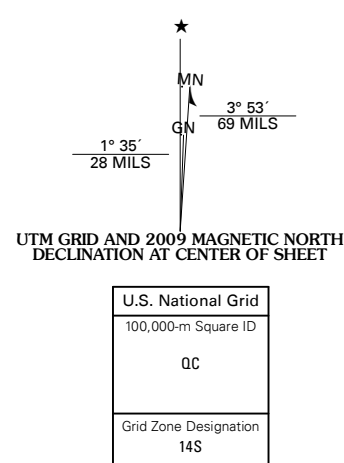 ★
MN
3° 53´
69 MILS
GN
1° 35´
28 MILS
UTM GRID AND 2009 MAGNETIC NORTH
DECLINATION AT CENTER OF SHEET
U.S. National Grid
100,000-m Square ID
QC
Grid Zone Designation
14S